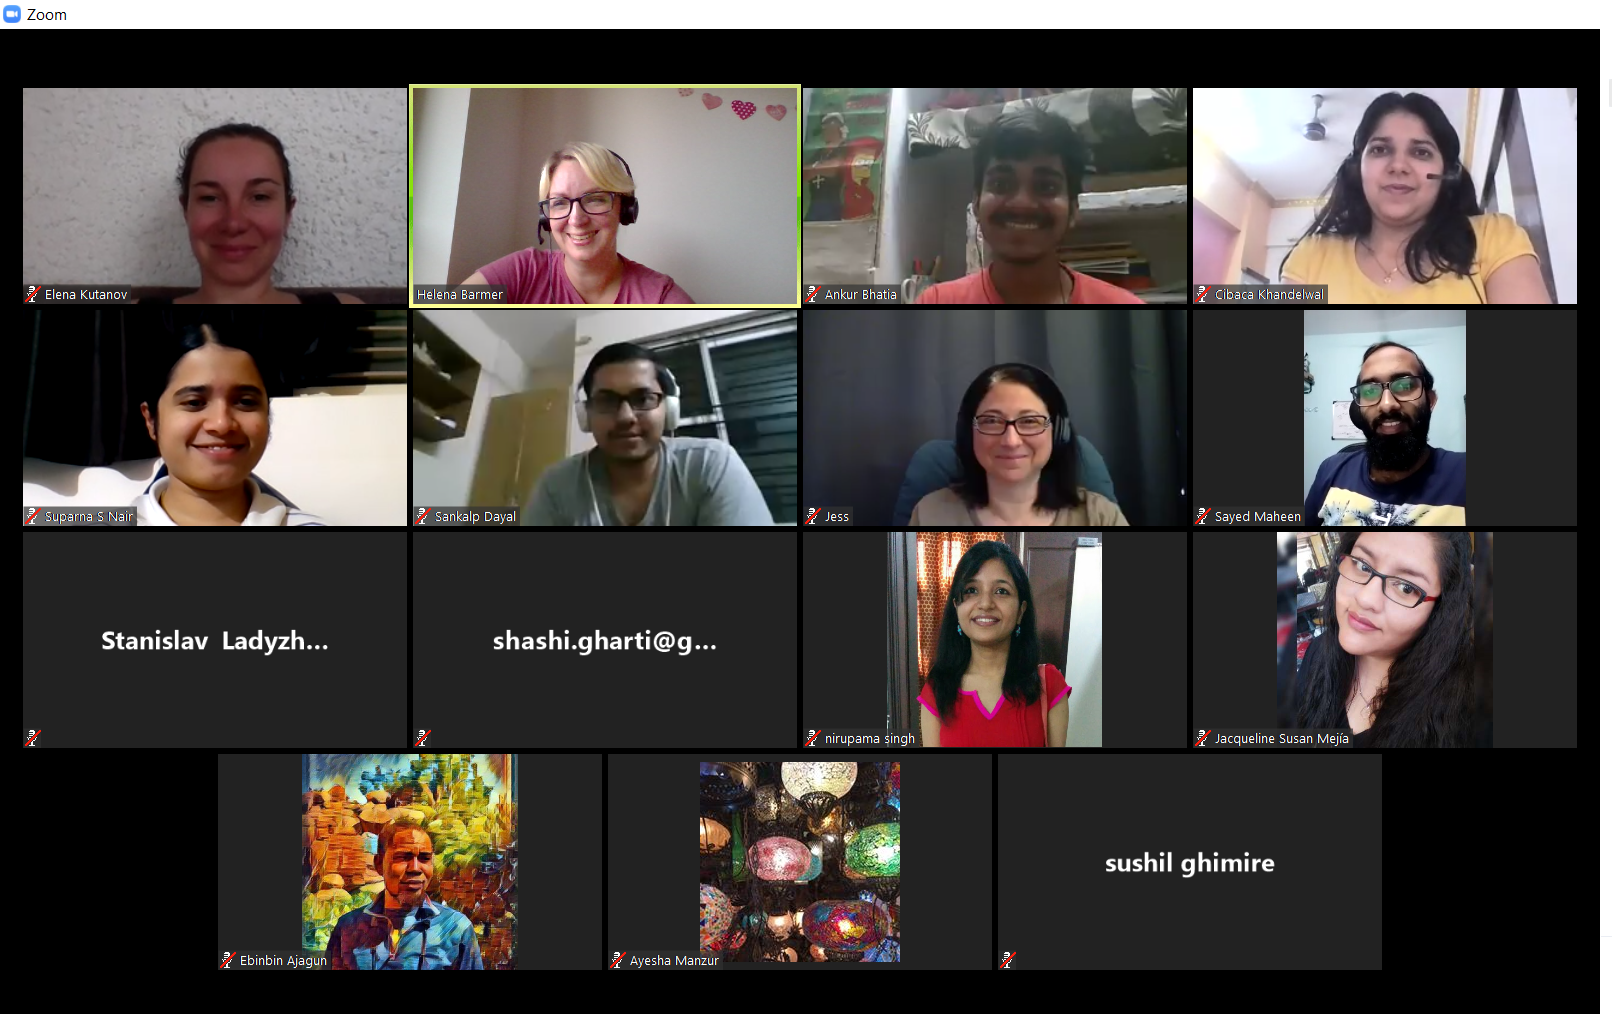 Zoom
Elena Kutanov
Helena Barmer
Ankur Bhatia
Cibaca Khandelwal
Suparna S Nair
Sankalp Dayal
Jess
Sayed Maheen
Stanislav Ladyzh...
shashi.gharti@g...
nirupama singh
Jacqueline Susan Mejía
Ebinbin Ajagun
Ayesha Manzur
sushil ghimire